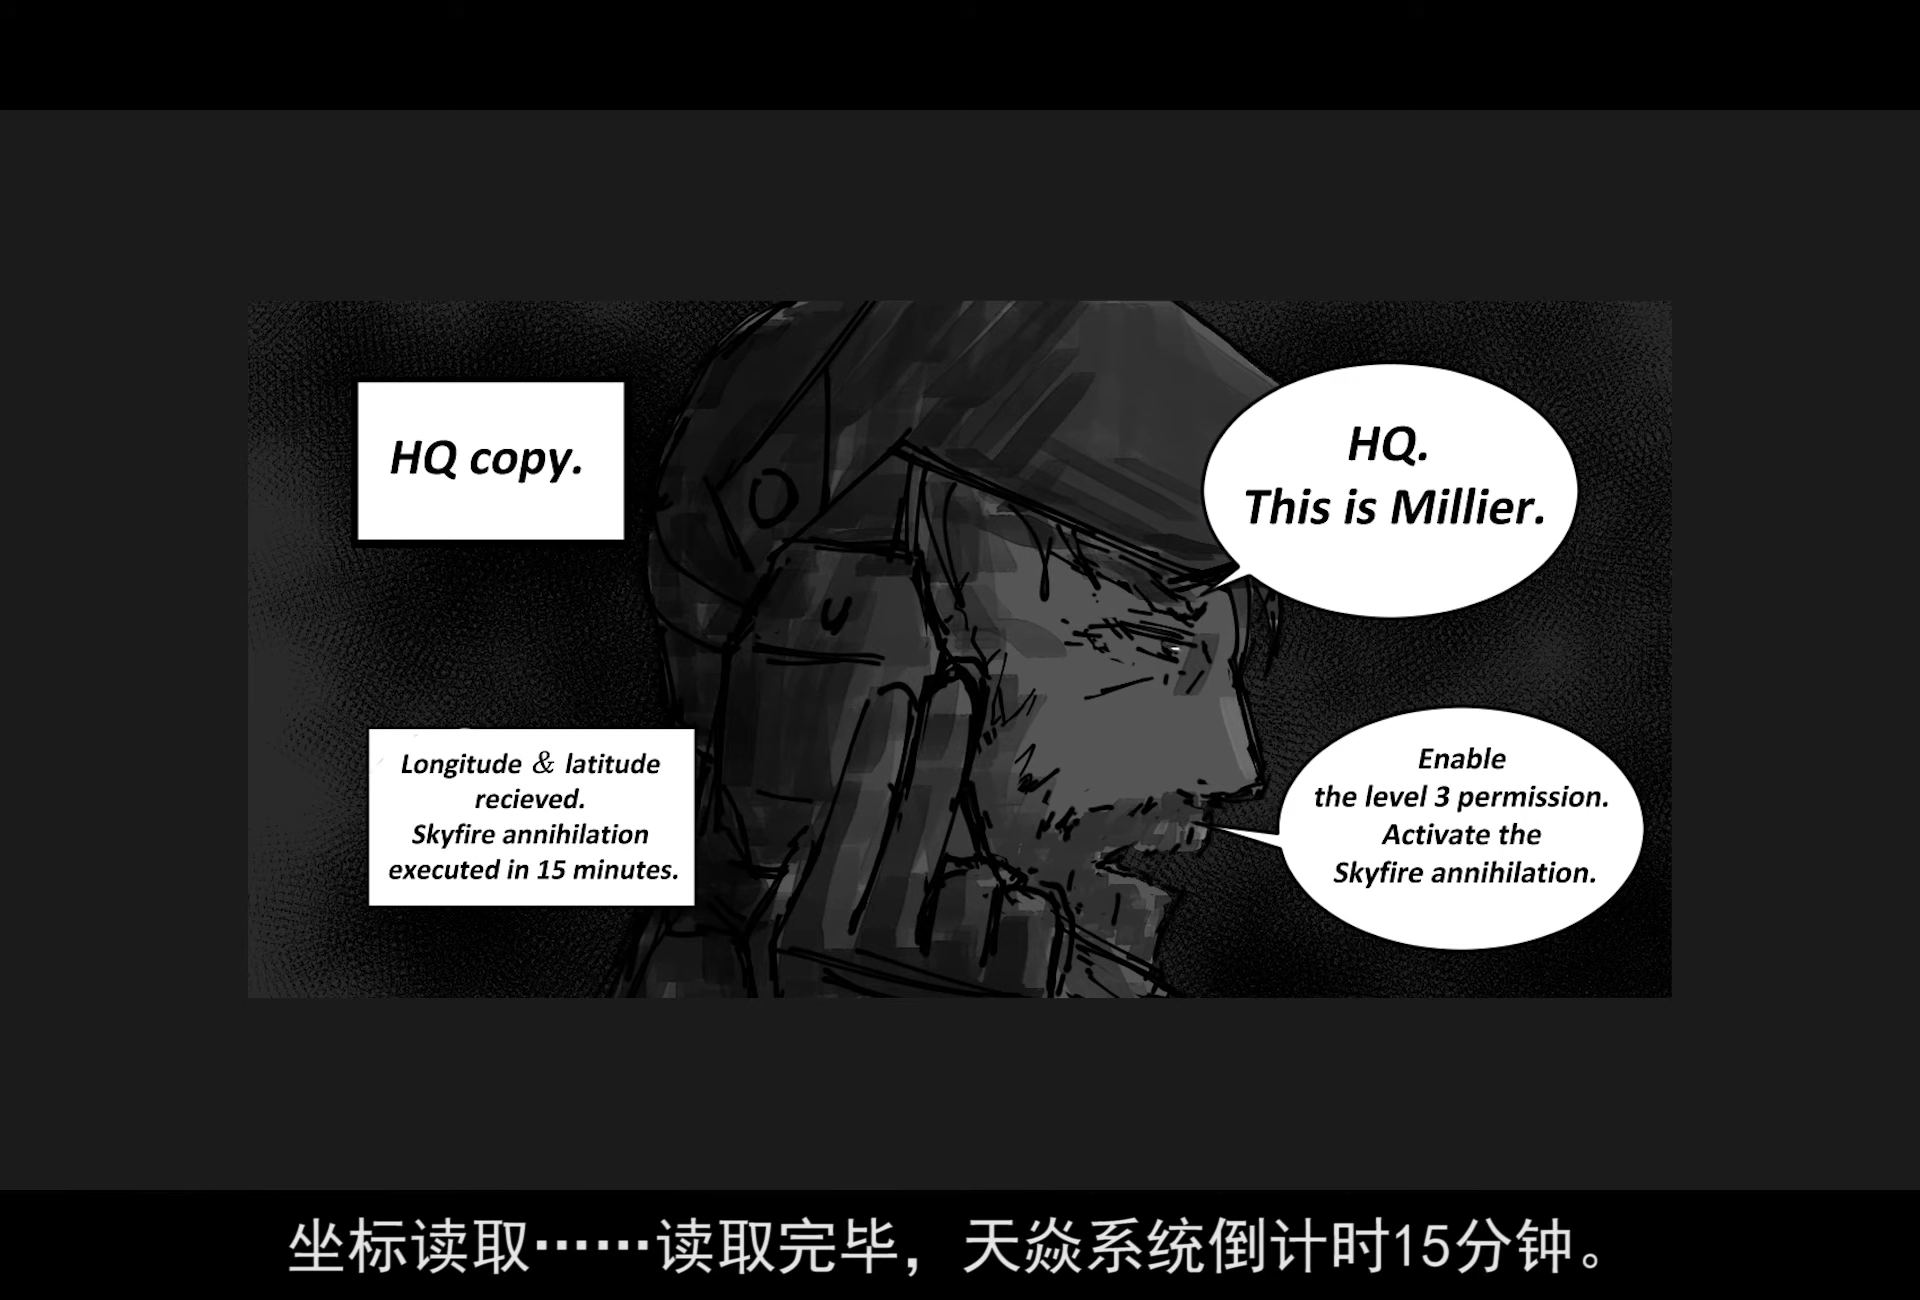 HQ.
This is Millier.
HQ copy.
Enable
the level 3 permission.
Activate the
Skyfire annihilation.
Longitude & latitude
recieved.
Skyfire annihilation
executed in 15 minutes.
坐标读取……读取完毕，天焱系统倒计时15分钟。